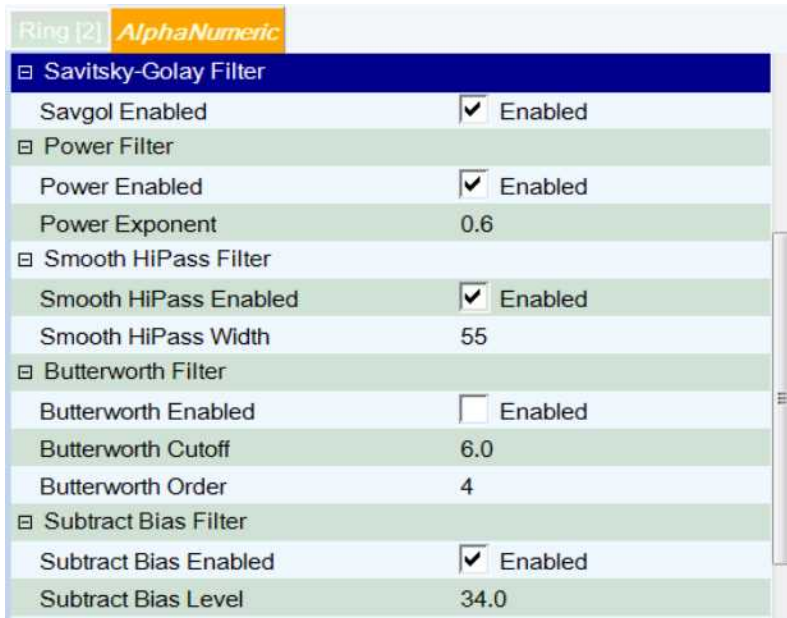 Ring [2] AlphaNumeric
Savitsky-Golay Filter
Savgol Enabled Enabled
Power Filter
Power Enabled Enabled
Power Exponent 0.6
Smooth HiPass Filter
Smooth HiPass Enabled Enabled
Smooth HiPass Width 55
Butterworth Filter
Butterworth Enabled Enabled
Butterworth Cutoff 6.0
Butterworth Order 4
Subtract Bias Filter
Subtract Bias Enabled Enabled
Subtract Bias Level 34.0